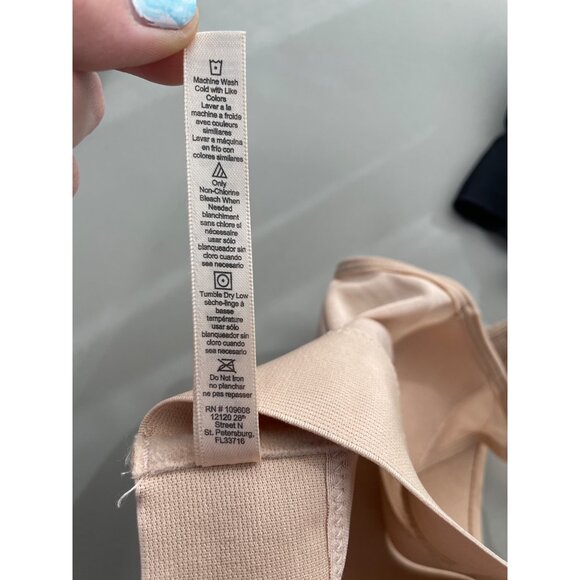 Machine Wash
Cold with Like
Colors
Lavar a la
machine a froide
avec couleurs
similiares
Lavar a máquina
en frío con
colores similares
Only
Non-Chlorine
Bleach When
Needed
blanchiment
sans chlore si
nécessaire
usar sólo
blanqueador sin
cloro cuando
sea necesario
Tumble Dry Low
sèche-linge à
basse
température
usar sólo
blanqueador sin
cloro cuando
sea necesario
Do Not Iron
no planchar
ne pas repasser
RN # 109608
12120 28th
Street N
St. Petersburg,
FL33716